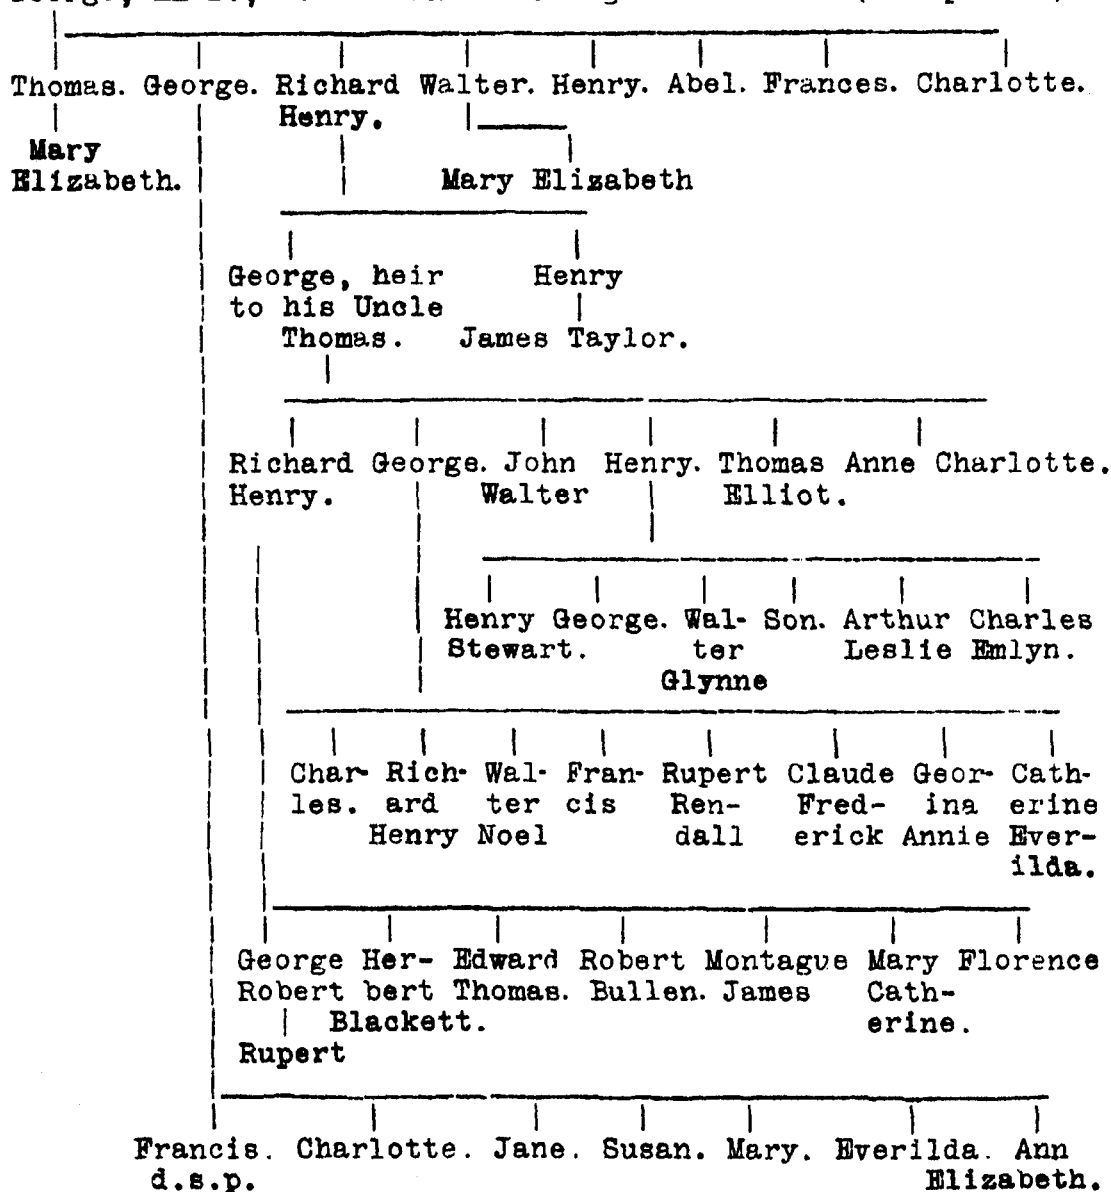 Thomas. George. Richard Walter. Henry. Abel. Frances. Charlotte.
Henry.
Mary
Elizabeth.
Mary Elizabeth
George, heir Henry
to his Uncle
Thomas. James Taylor.
Richard George. John Henry. Thomas Anne Charlotte.
Henry. Walter Elliot.
Henry George. Wal- Son. Arthur Charles
Stewart. ter Leslie Emlyn.
Glynne
Char- Rich- Wal- Fran- Rupert Claude Geor- Cath-
les. ard ter cis Ren- Fred- ina erine
Henry Noel dall erick Annie Ever-
ilda.
George Her- Edward Robert Montague Mary Florence
Robert bert Thomas. Bullen. James Cath-
Blackett. erine.
Rupert
Francis. Charlotte. Jane. Susan. Mary. Everilda. Ann
d.s.p. Elizabeth.